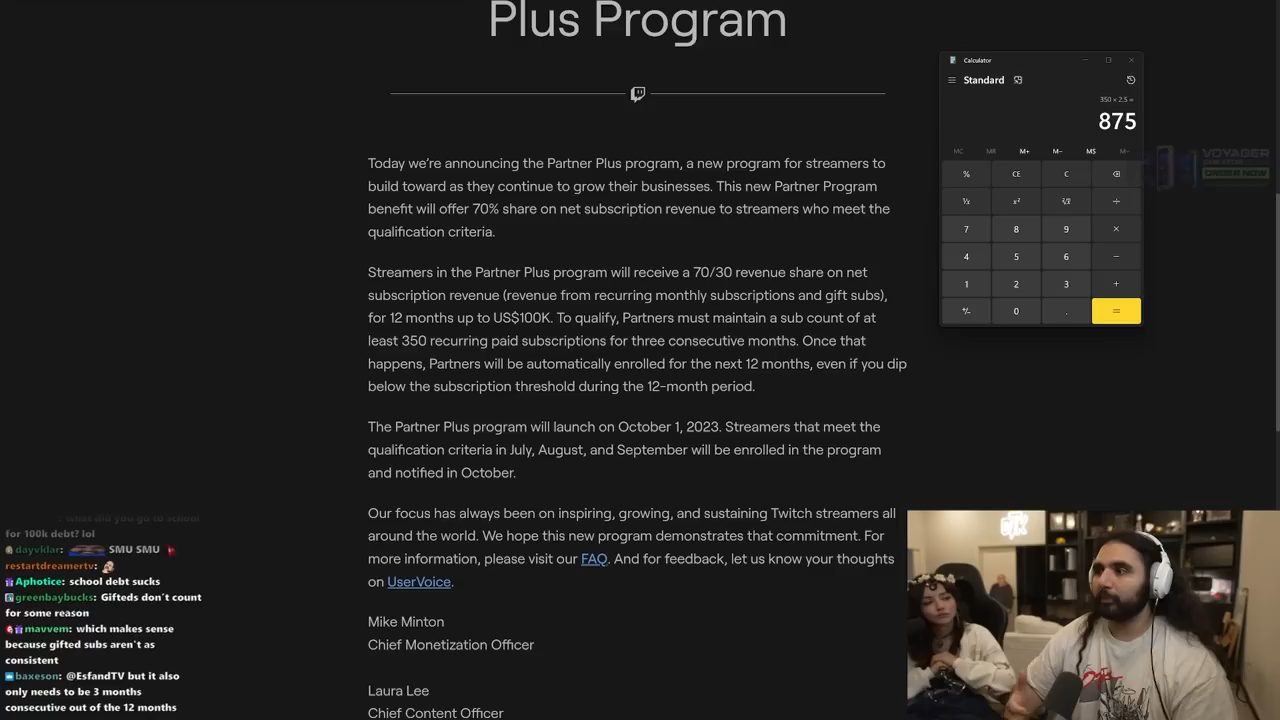 Plus Program
Today we're announcing the Partner Plus program, a new program for streamers to
build toward as they continue to grow their businesses. This new Partner Program
benefit will offer 70% share on net subscription revenue to streamers who meet the
qualification criteria.
Streamers in the Partner Plus program will receive a 70/30 revenue share on net
subscription revenue (revenue from recurring monthly subscriptions and gift subs),
for 12 months up to US$100K. To qualify, Partners must maintain a sub count of at
least 350 recurring paid subscriptions for three consecutive months. Once that
happens, Partners will be automatically enrolled for the next 12 months, even if you dip
below the subscription threshold during the 12-month period.
The Partner Plus program will launch on October 1, 2023. Streamers that meet the
qualification criteria in July, August, and September will be enrolled in the program
and notified in October.
Our focus has always been on inspiring, growing, and sustaining Twitch streamers all
around the world. We hope this new program demonstrates that commitment. For
more information, please visit our FAQ. And for feedback, let us know your thoughts
on UserVoice.
Mike Minton
Chief Monetization Officer
Laura Lee
Chief Content Officer
Calculator
Standard
350 × 2.5 =
875
MC MR M+ M− MS M~
% CE C
¹/x x² ²√x ÷
7 8 9 ×
4 5 6 −
1 2 3 +
+/− 0 . =
VOYAGER
ORDER NOW
what did you go to school
for 100k debt? lol
dayvklar: SMU SMU
restartdreamertv:
Aphotice: school debt sucks
greenbaybucks: Gifteds don't count
for some reason
mavvem: which makes sense
because gifted subs aren't as
consistent
baxeson: @EsfandTV but it also
only needs to be 3 months
consecutive out of the 12 months